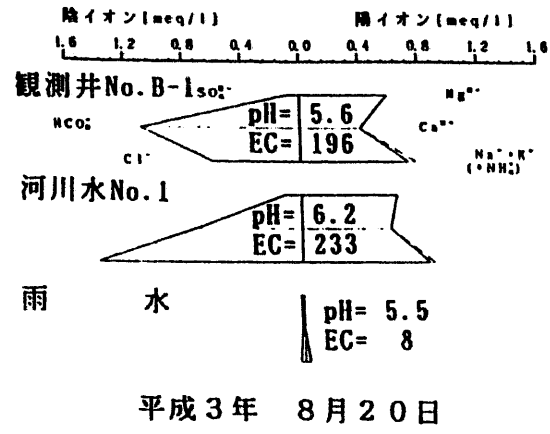 陰イオン[meq/l] 陽イオン[meq/l]
1.6 1.2 0.8 0.4 0.0 0.4 0.8 1.2 1.6
観測井No.B-1 SO₄²⁻ Mg²⁺
HCO₃⁻ pH= 5.6 Ca²⁺
EC= 196
Cl⁻ Na⁺+K⁺
(+NH₄⁺)
河川水No.1
pH= 6.2
EC= 233
雨 水
pH= 5.5
EC= 8
平成3年 8月20日